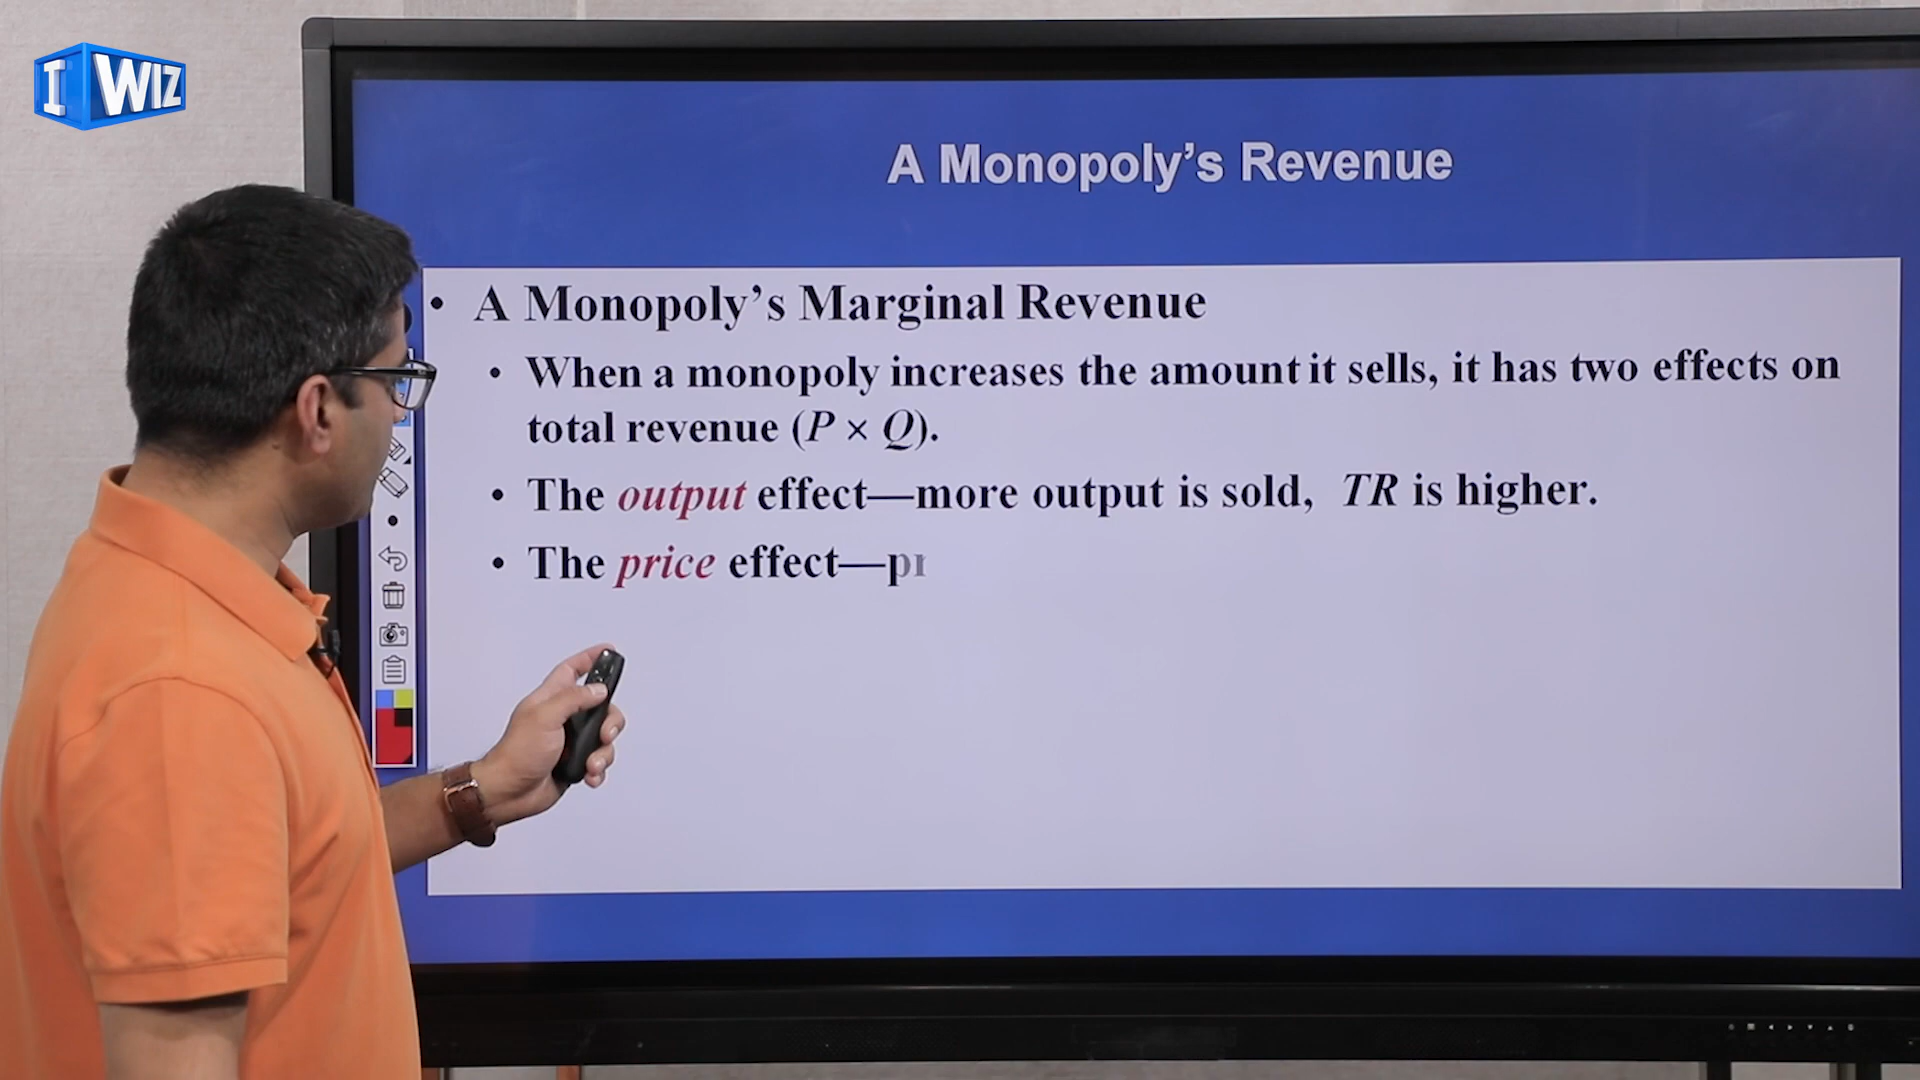 I WIZ
A Monopoly's Revenue
• A Monopoly's Marginal Revenue
• When a monopoly increases the amount it sells, it has two effects on
total revenue (P × Q).
• The output effect—more output is sold, TR is higher.
• The price effect—pr